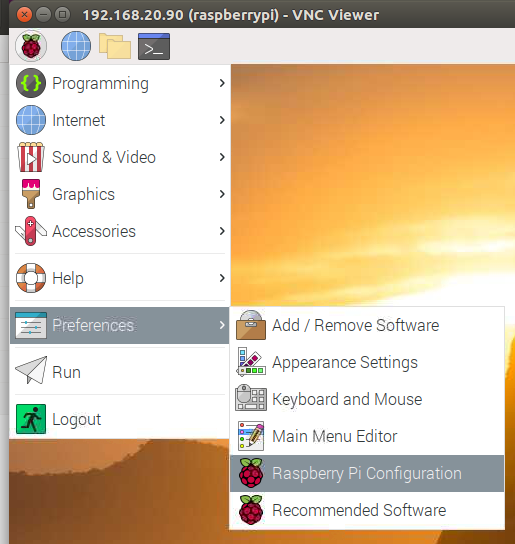 192.168.20.90 (raspberrypi) - VNC Viewer
>_
Programming
Internet
Sound & Video
Graphics
Accessories
Help
Preferences
Run
Logout
Add / Remove Software
Appearance Settings
Keyboard and Mouse
Main Menu Editor
Raspberry Pi Configuration
Recommended Software